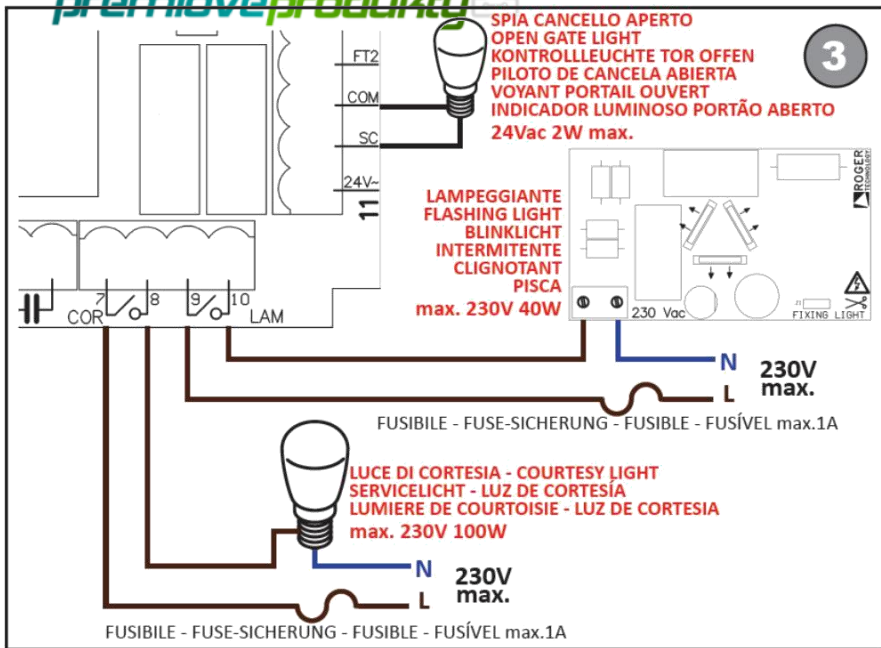 premiové produkty
SPIA CANCELLO APERTO
OPEN GATE LIGHT
KONTROLLLEUCHTE TOR OFFEN
PILOTO DE CANCELA ABIERTA
VOYANT PORTAIL OUVERT
INDICADOR LUMINOSO PORTÃO ABERTO
24Vac 2W max.
3
FT2
COM
SC
24V~
11
LAMPEGGIANTE
FLASHING LIGHT
BLINKLICHT
INTERMITENTE
CLIGNOTANT
PISCA
max. 230V 40W
ROGER
TECHNOLOGY
230 Vac
FIXING LIGHT
COR 7 8 9 10 LAM
N
L
230V
max.
FUSIBILE - FUSE-SICHERUNG - FUSIBLE - FUSÍVEL max.1A
LUCE DI CORTESIA - COURTESY LIGHT
SERVICELICHT - LUZ DE CORTESÍA
LUMIERE DE COURTOISIE - LUZ DE CORTESIA
max. 230V 100W
N
L
230V
max.
FUSIBILE - FUSE-SICHERUNG - FUSIBLE - FUSÍVEL max.1A